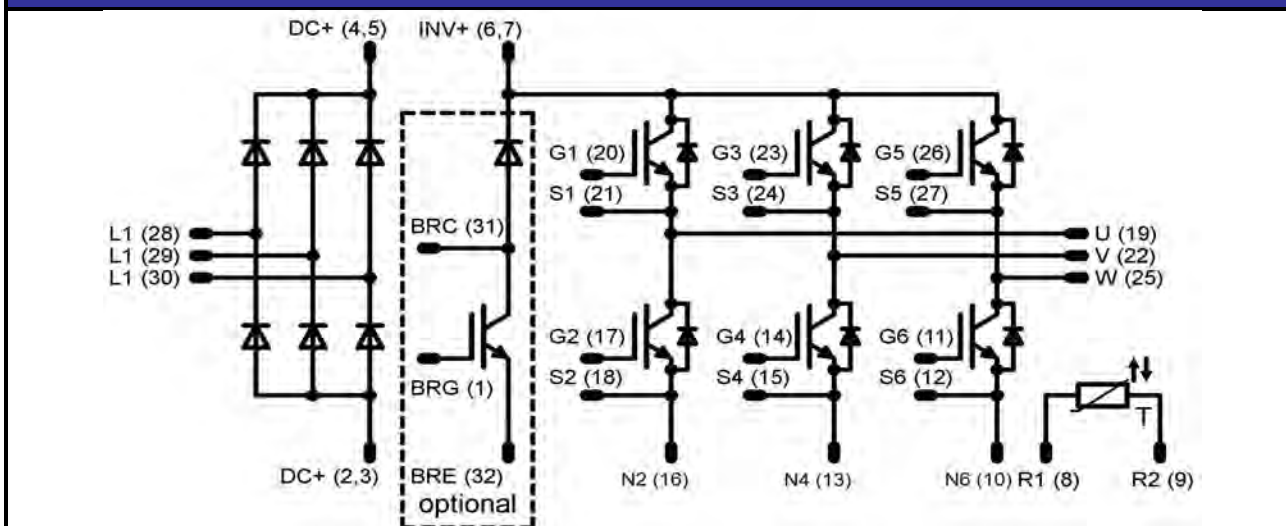 DC+ (4,5)
INV+ (6,7)
G1 (20)
G3 (23)
G5 (26)
S1 (21)
S3 (24)
S5 (27)
BRC (31)
L1 (28)
L1 (29)
L1 (30)
U (19)
V (22)
W (25)
G2 (17)
G4 (14)
G6 (11)
BRG (1)
S2 (18)
S4 (15)
S6 (12)
T
DC+ (2,3)
BRE (32)
N2 (16)
N4 (13)
N6 (10)
R1 (8)
R2 (9)
optional